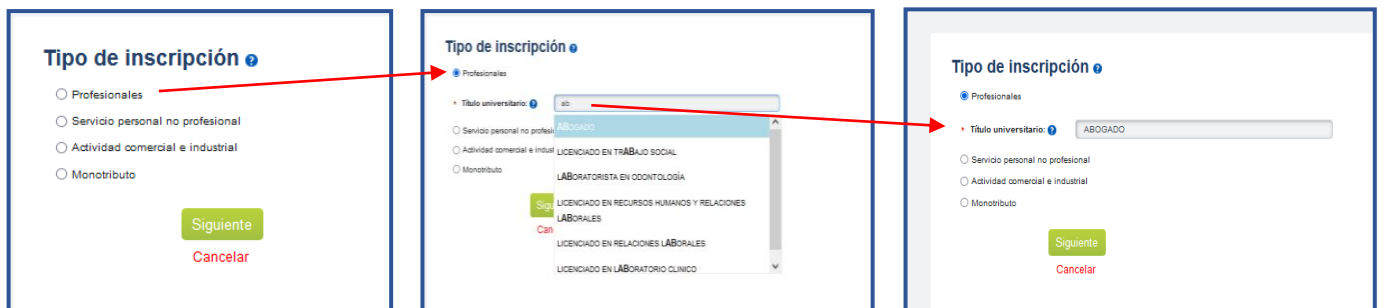 Tipo de inscripción ?
Profesionales
Servicio personal no profesional
Actividad comercial e industrial
Monotributo
Siguiente
Cancelar
Tipo de inscripción ?
Profesionales
* Título universitario: ? ab
ABOGADO
Servicio personal no profesi
LICENCIADO EN TRABAJO SOCIAL
Actividad comercial e indust
LABORATORISTA EN ODONTOLOGÍA
Monotributo
LICENCIADO EN RECURSOS HUMANOS Y RELACIONES
LABORALES
Sigu
Can
LICENCIADO EN RELACIONES LABORALES
LICENCIADO EN LABORATORIO CLINICO
Tipo de inscripción ?
Profesionales
* Título universitario: ? ABOGADO
Servicio personal no profesional
Actividad comercial e industrial
Monotributo
Siguiente
Cancelar